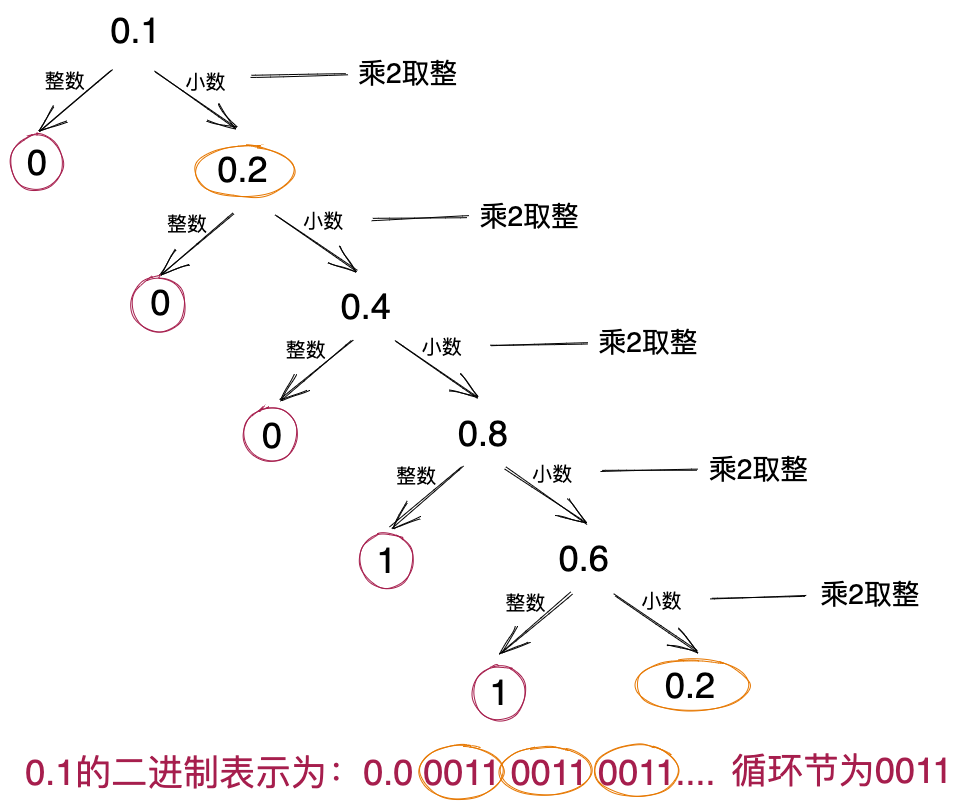 0.1
整数 小数 乘2取整
0 0.2
整数 小数 乘2取整
0 0.4
整数 小数 乘2取整
0 0.8
整数 小数 乘2取整
1 0.6
整数 小数 乘2取整
1 0.2
0.1的二进制表示为：0.0 0011 0011 0011.... 循环节为0011